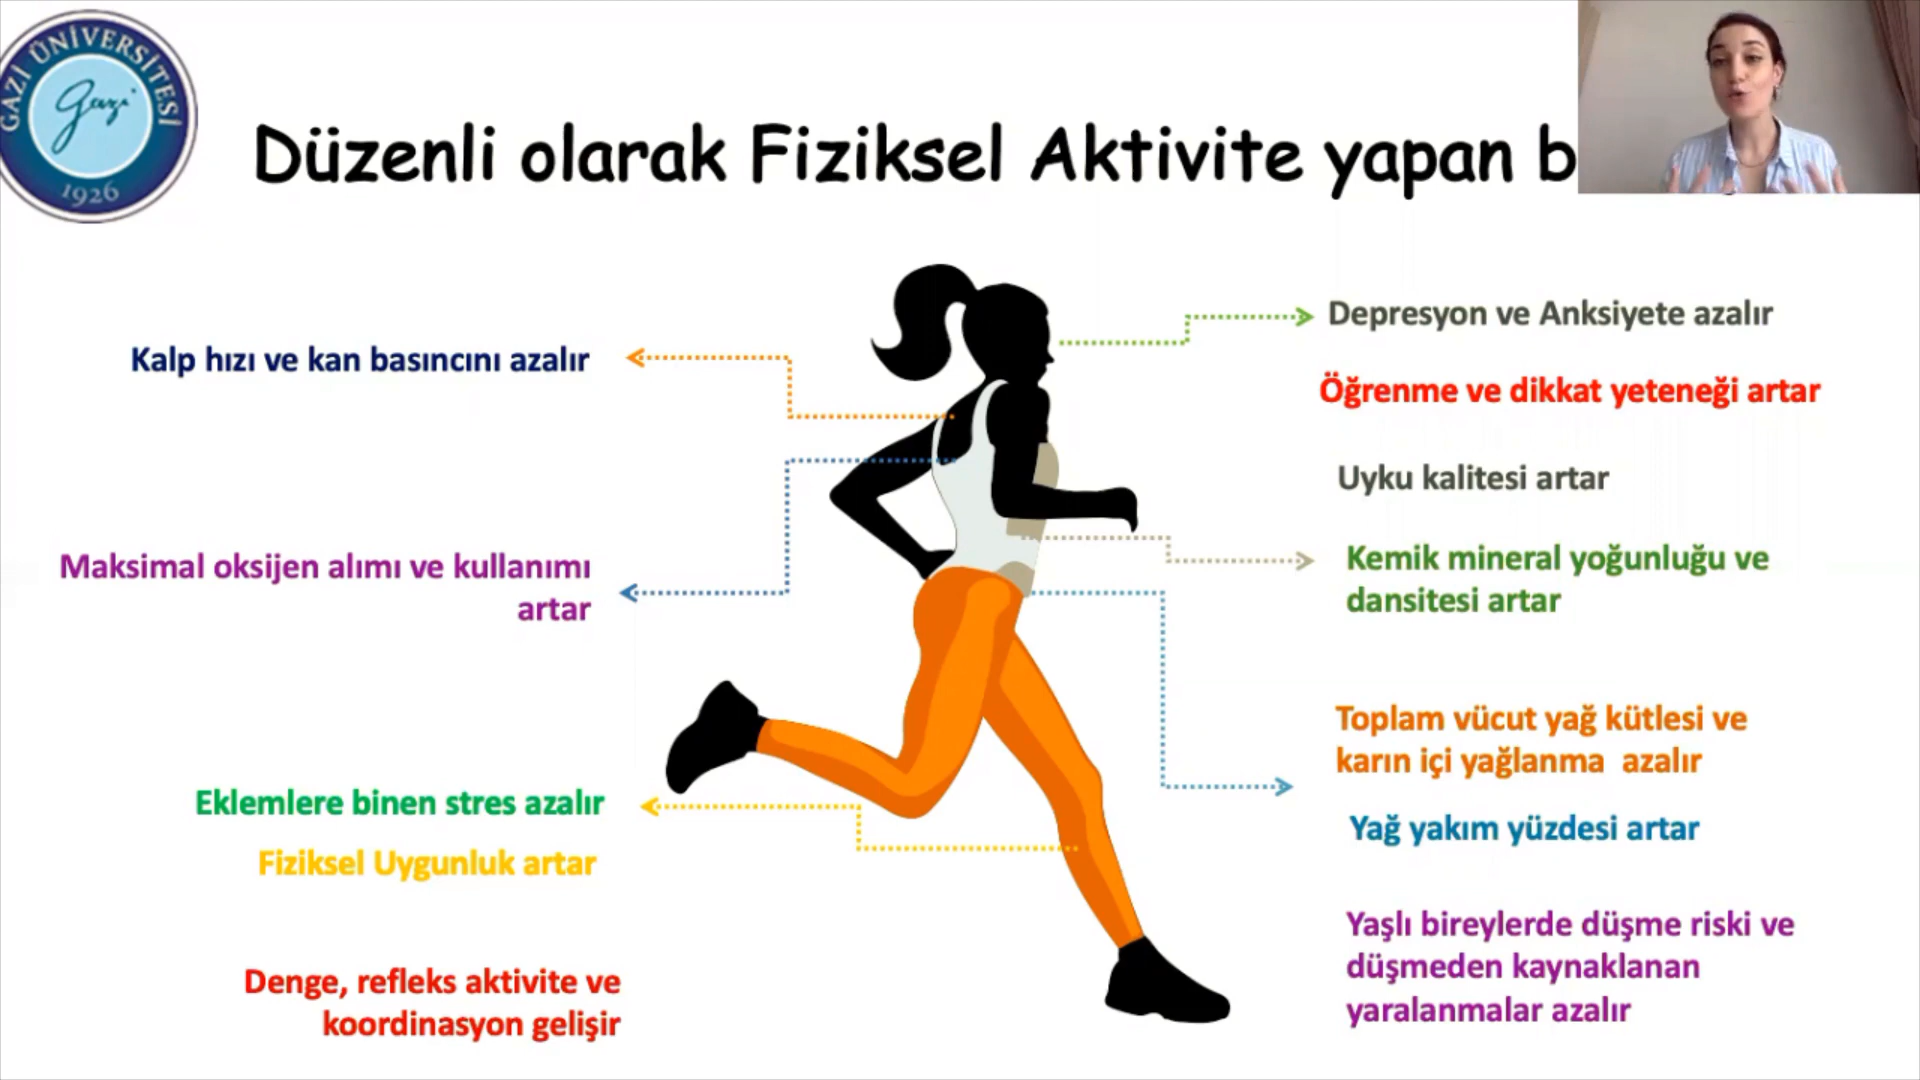 GAZİ ÜNİVERSİTESİ
gazi
1926
Düzenli olarak Fiziksel Aktivite yapan
Kalp hızı ve kan basıncını azalır
Maksimal oksijen alımı ve kullanımı
artar
Eklemlere binen stres azalır
Fiziksel Uygunluk artar
Denge, refleks aktivite ve
koordinasyon gelişir
Depresyon ve Anksiyete azalır
Öğrenme ve dikkat yeteneği artar
Uyku kalitesi artar
Kemik mineral yoğunluğu ve
dansitesi artar
Toplam vücut yağ kütlesi ve
karın içi yağlanma azalır
Yağ yakım yüzdesi artar
Yaşlı bireylerde düşme riski ve
düşmeden kaynaklanan
yaralanmalar azalır